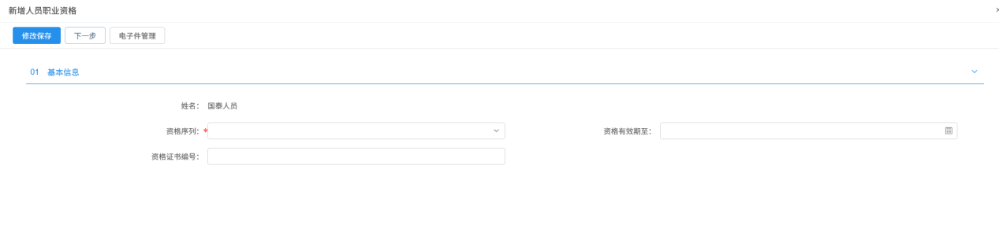 新增人员职业资格
修改保存 下一步 电子件管理
01 基本信息
姓名: 国泰人员
资格序列: * 资格有效期至:
资格证书编号: